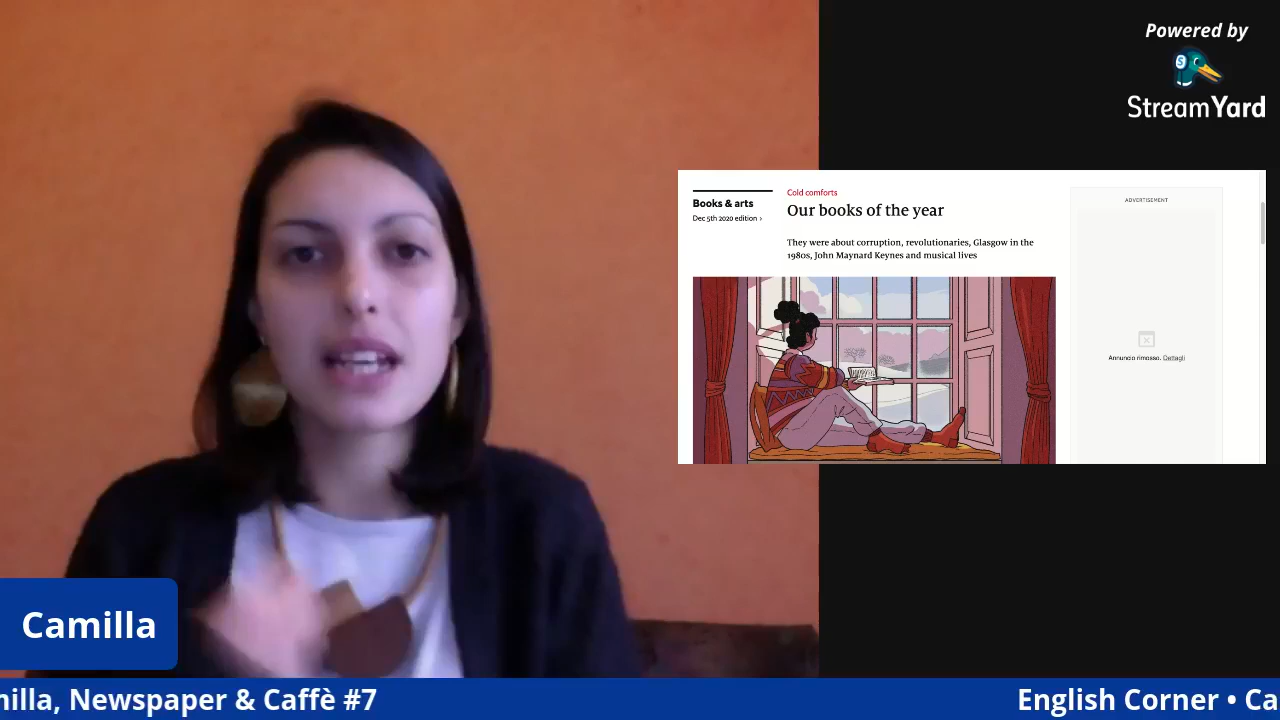 Powered by
StreamYard
Books & arts
Dec 5th 2020 edition ›
Cold comforts
Our books of the year
They were about corruption, revolutionaries, Glasgow in the
1980s, John Maynard Keynes and musical lives
ADVERTISEMENT
Annuncio rimosso. Dettagli
Camilla
nilla, Newspaper & Caffè #7
English Corner • Ca